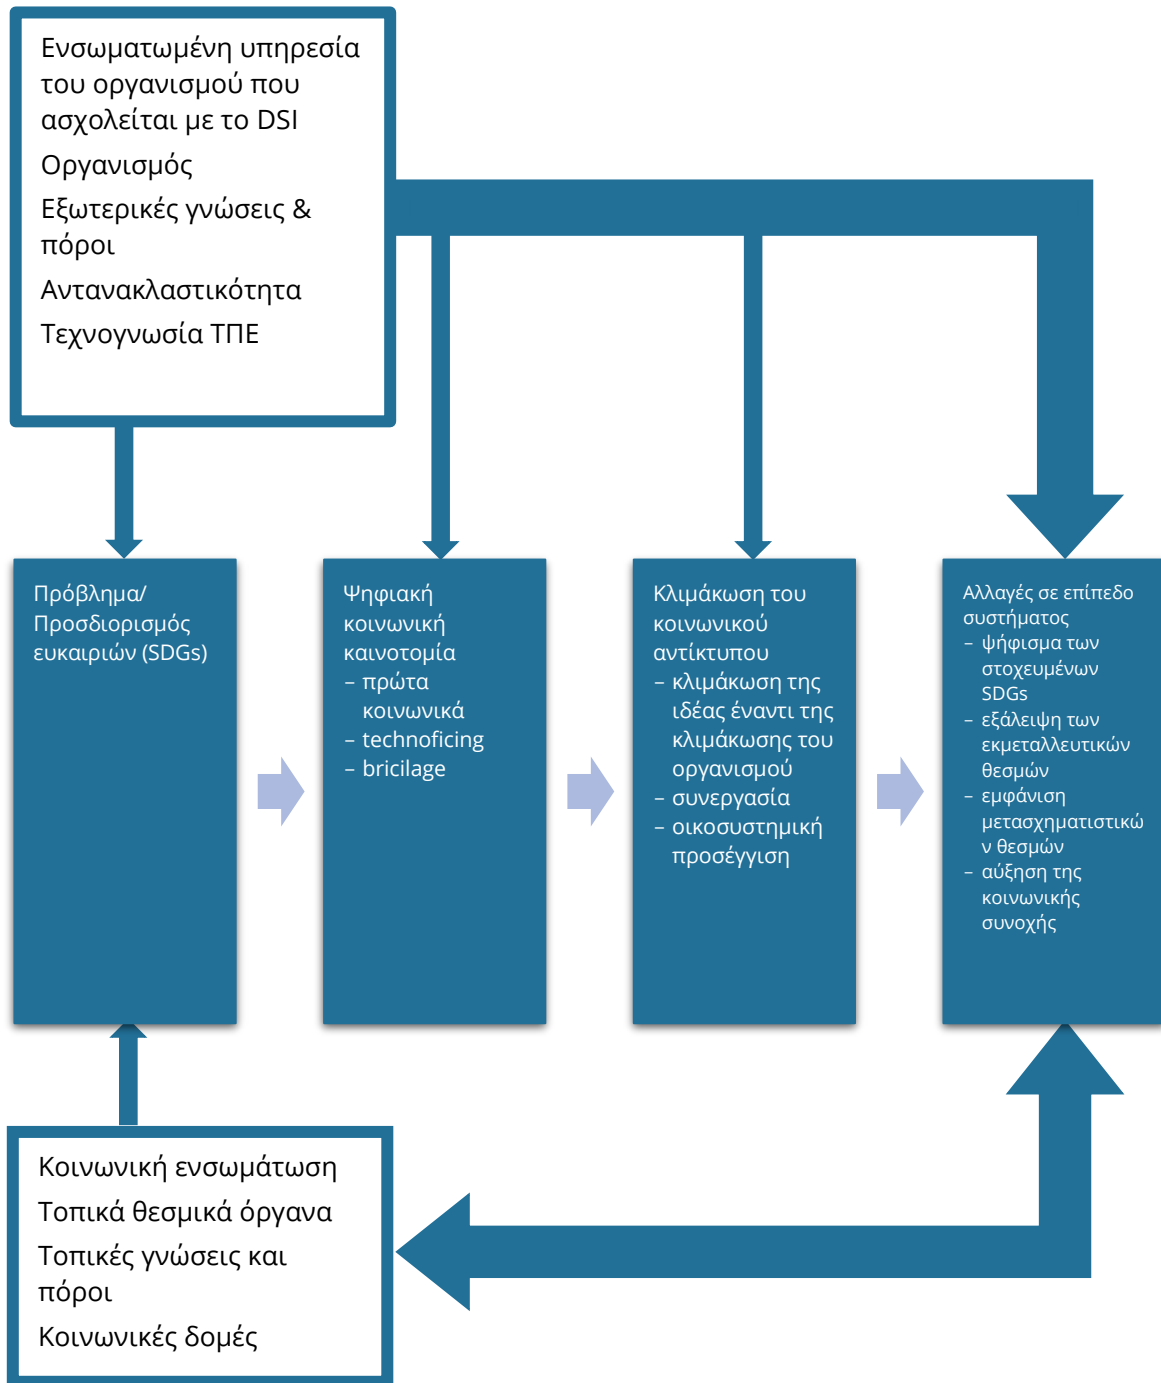 Ενσωματωμένη υπηρεσία
του οργανισμού που
ασχολείται με το DSI
Οργανισμός
Εξωτερικές γνώσεις &
πόροι
Αντανακλαστικότητα
Τεχνογνωσία ΤΠΕ
Πρόβλημα/
Προσδιορισμός
ευκαιριών (SDGs)
Ψηφιακή
κοινωνική
καινοτομία
– πρώτα
κοινωνικά
– technoficing
– bricilage
Κλιμάκωση του
κοινωνικού
αντίκτυπου
– κλιμάκωση της
ιδέας έναντι της
κλιμάκωσης του
οργανισμού
– συνεργασία
– οικοσυστημική
προσέγγιση
Αλλαγές σε επίπεδο
συστήματος
– ψήφισμα των
στοχευμένων
SDGs
– εξάλειψη των
εκμεταλλευτικών
θεσμών
– εμφάνιση
μετασχηματιστικώ
ν θεσμών
– αύξηση της
κοινωνικής
συνοχής
Κοινωνική ενσωμάτωση
Τοπικά θεσμικά όργανα
Τοπικές γνώσεις και
πόροι
Κοινωνικές δομές